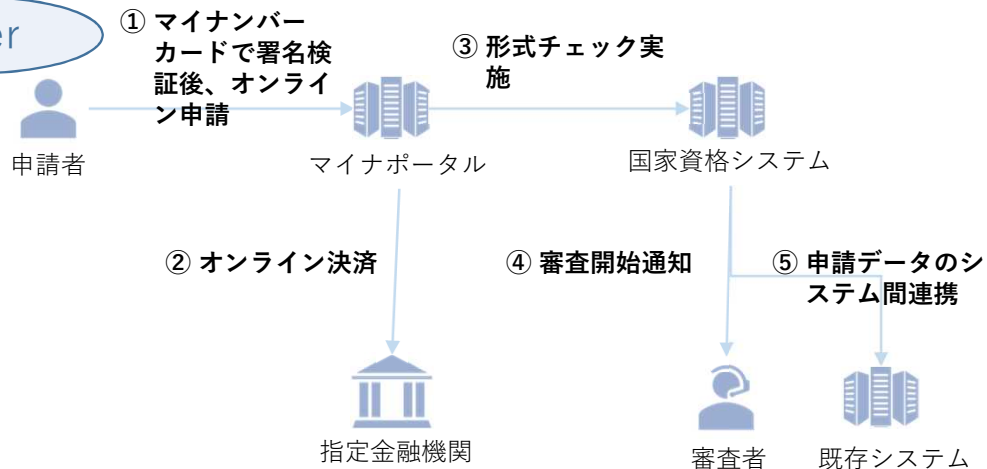 ① マイナンバー
カードで署名検
証後、オンライ
ン申請
③ 形式チェック実
施
申請者
マイナポータル
国家資格システム
② オンライン決済
④ 審査開始通知
⑤ 申請データのシ
ステム間連携
指定金融機関
審査者
既存システム